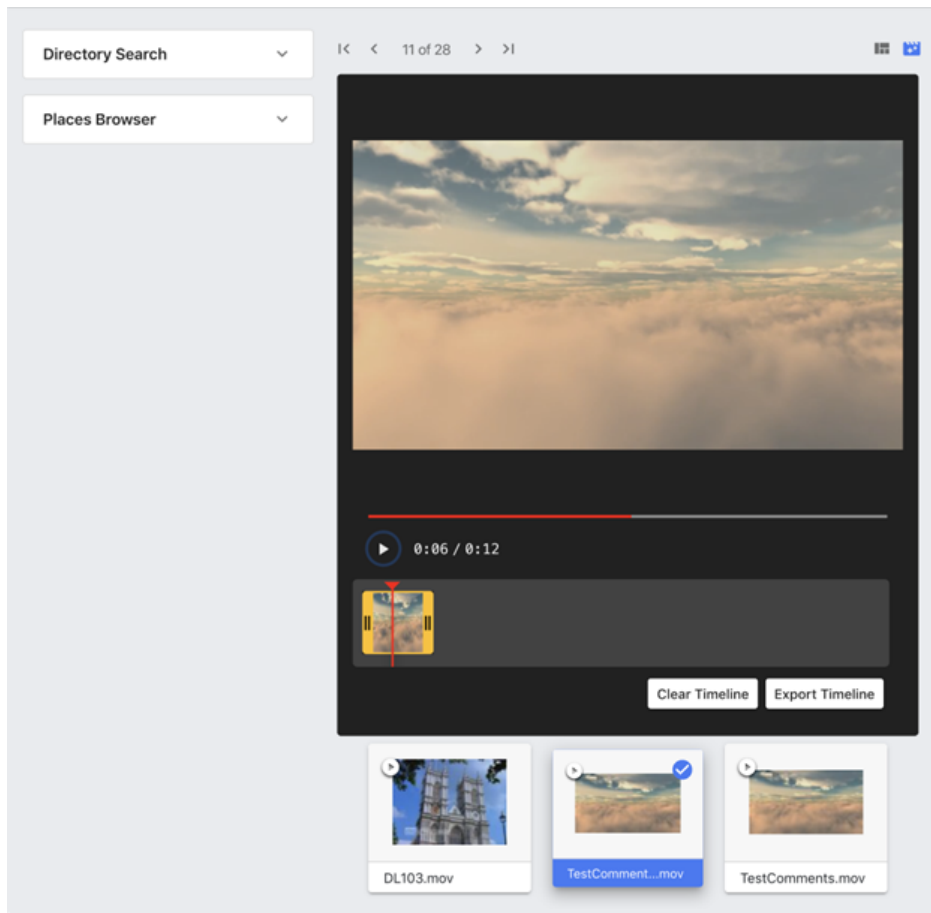 Directory Search
Places Browser
11 of 28
0:06 / 0:12
Clear Timeline
Export Timeline
DL103.mov
TestComment...mov
TestComments.mov